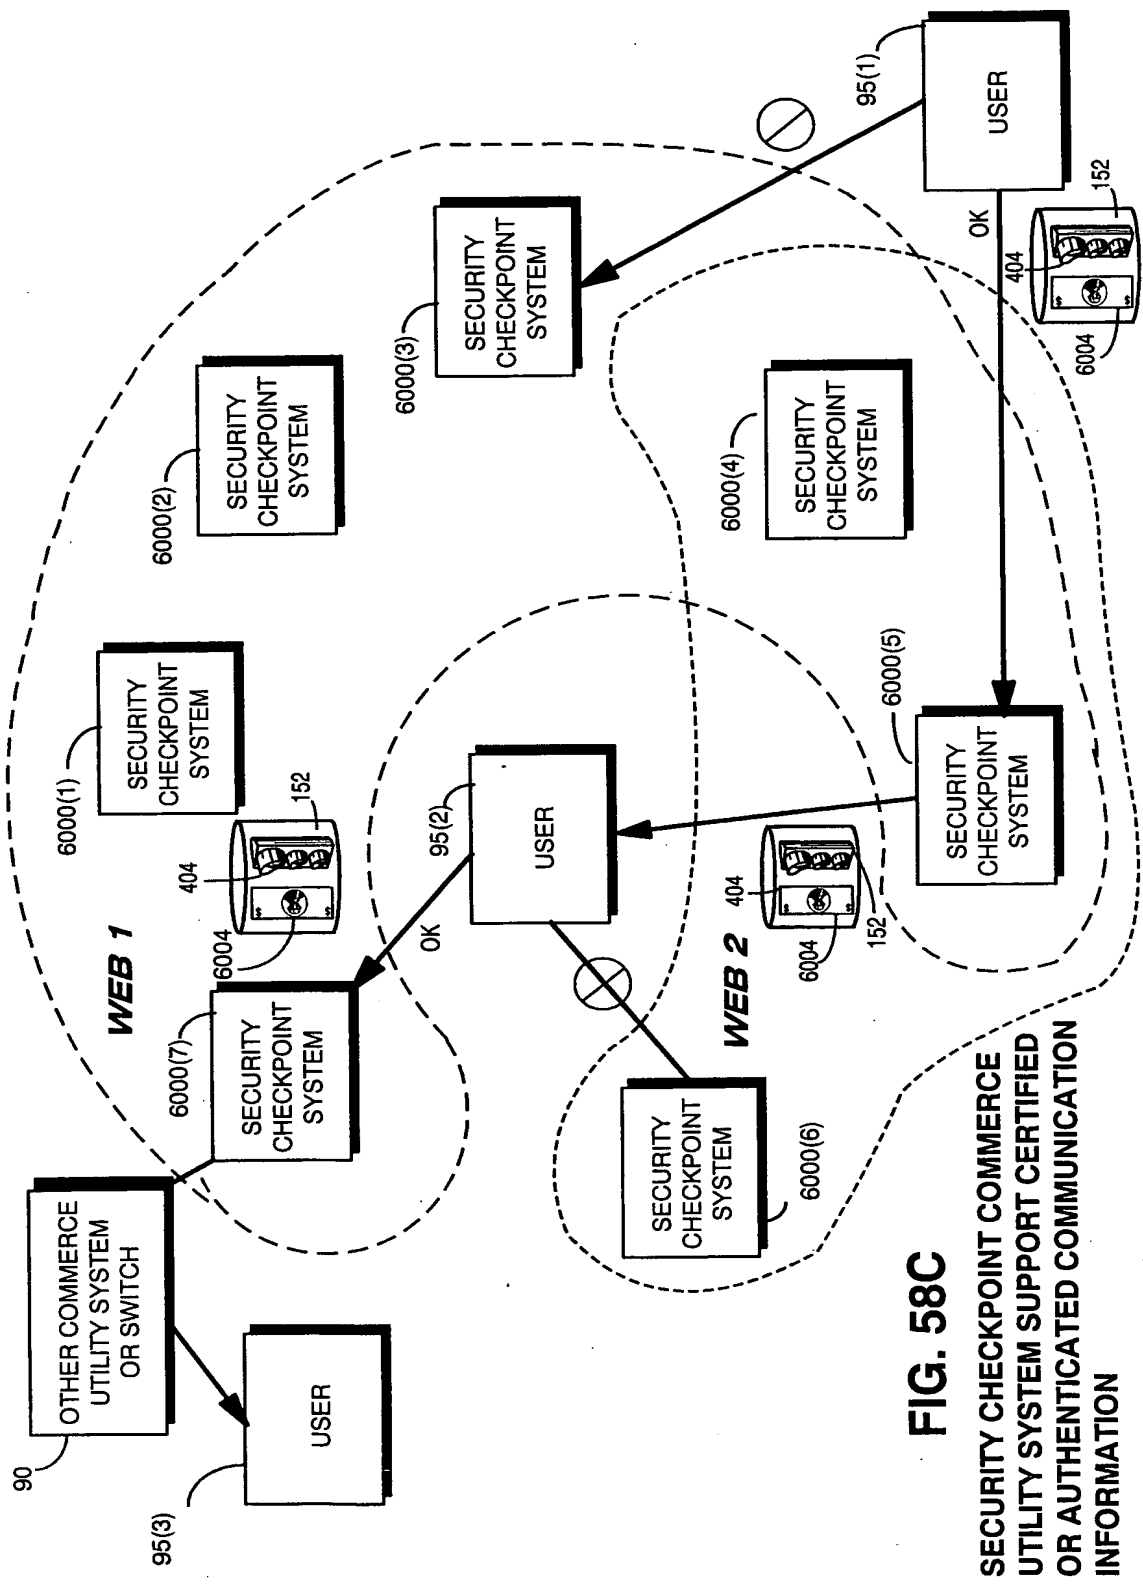 90
OTHER COMMERCE
UTILITY SYSTEM
OR SWITCH
95(3)
USER
WEB 1
6000(7)
SECURITY
CHECKPOINT
SYSTEM
6004
404
152
6000(1)
SECURITY
CHECKPOINT
SYSTEM
6000(2)
SECURITY
CHECKPOINT
SYSTEM
6000(3)
SECURITY
CHECKPOINT
SYSTEM
OK
95(2)
USER
6000(6)
SECURITY
CHECKPOINT
SYSTEM
WEB 2
404
6004
152
6000(4)
SECURITY
CHECKPOINT
SYSTEM
6000(5)
SECURITY
CHECKPOINT
SYSTEM
95(1)
USER
OK
404
152
6004
FIG. 58C
SECURITY CHECKPOINT COMMERCE
UTILITY SYSTEM SUPPORT CERTIFIED
OR AUTHENTICATED COMMUNICATION
INFORMATION